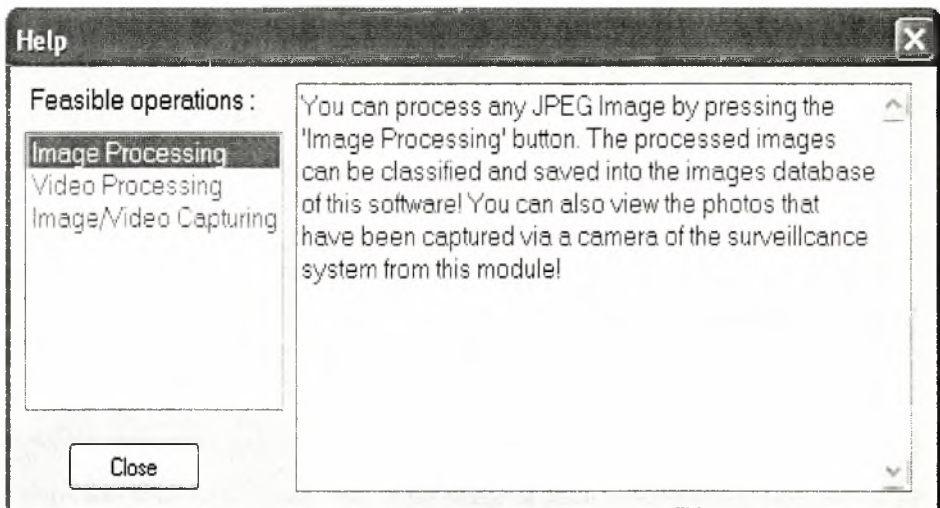 Help
Feasible operations :
Image Processing
Video Processing
Image/Video Capturing
Close
You can process any JPEG Image by pressing the
'Image Processing' button. The processed images
can be classified and saved into the images database
of this software! You can also view the photos that
have been captured via a camera of the surveillcance
system from this module!